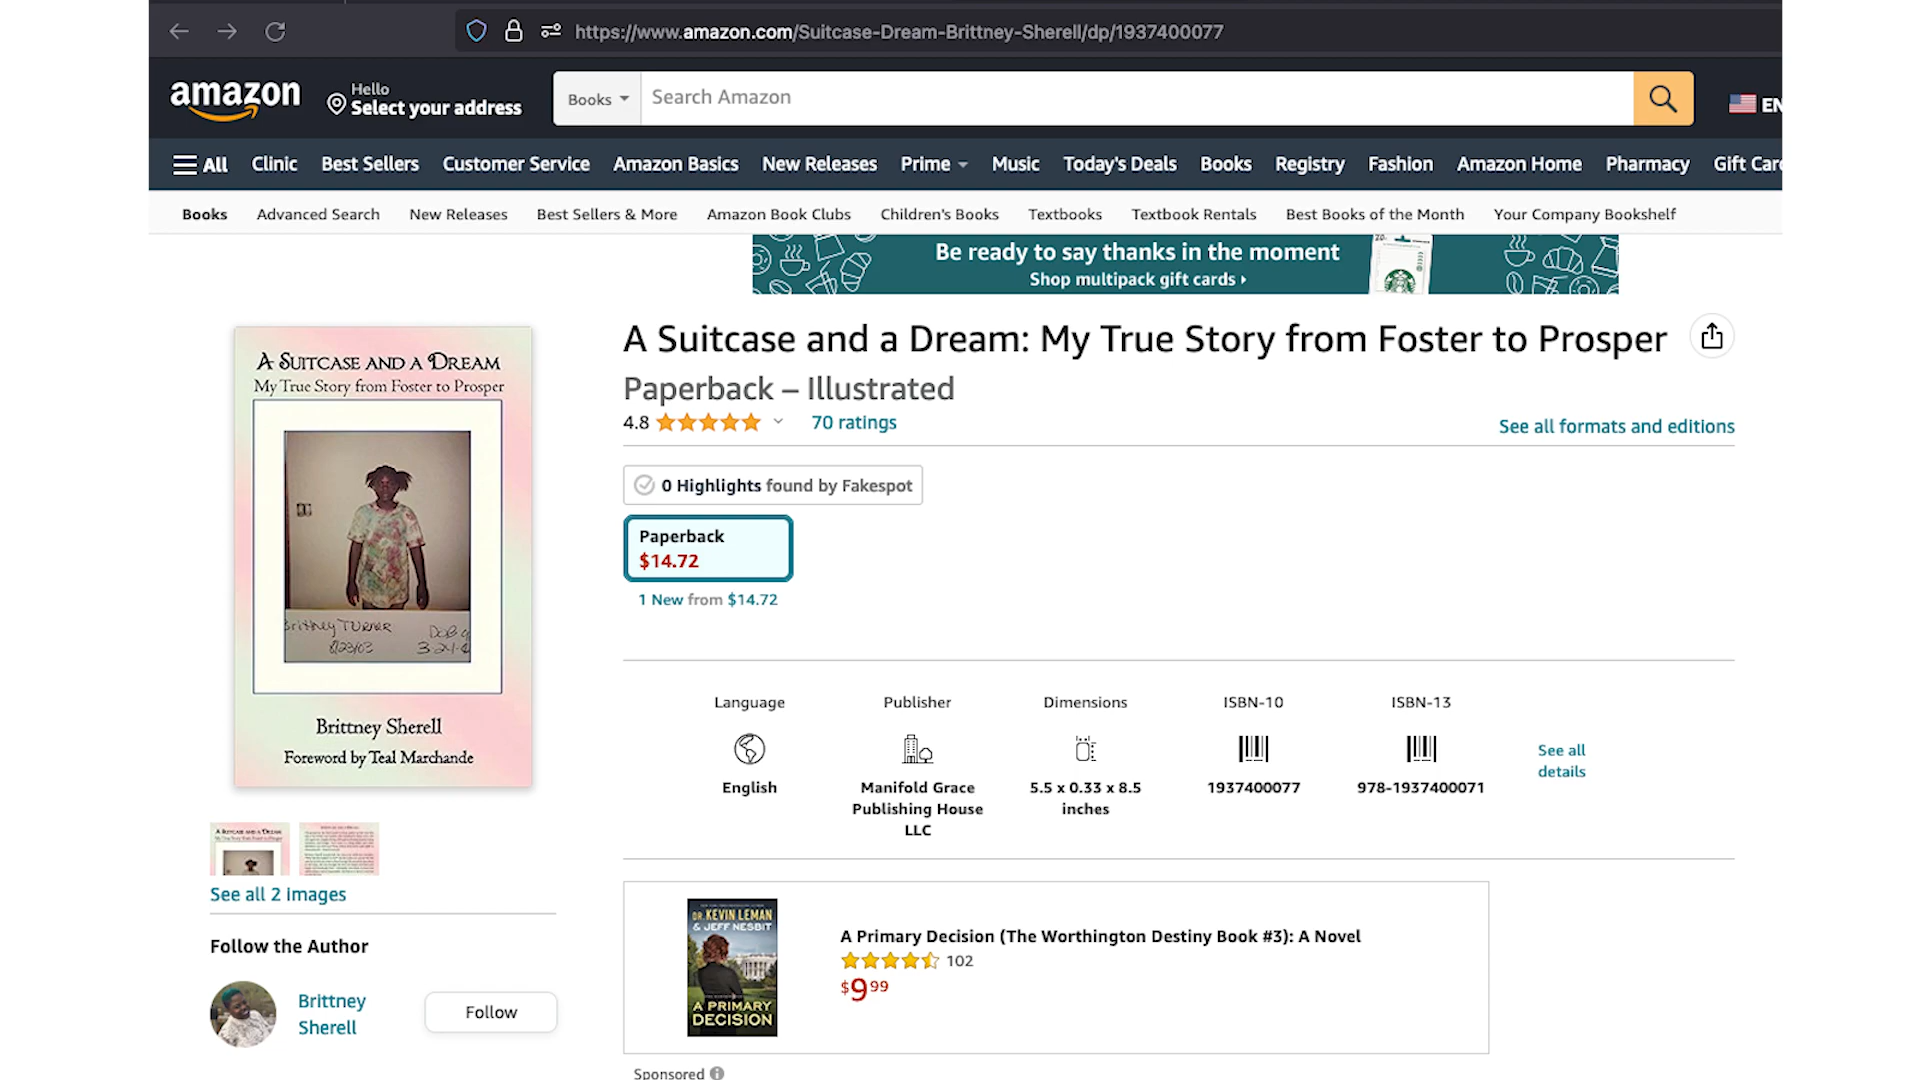 https://www.amazon.com/Suitcase-Dream-Brittney-Sherell/dp/1937400077
amazon
Hello
Select your address
Books
Search Amazon
EN
All Clinic Best Sellers Customer Service Amazon Basics New Releases Prime Music Today's Deals Books Registry Fashion Amazon Home Pharmacy Gift Car
Books Advanced Search New Releases Best Sellers & More Amazon Book Clubs Children's Books Textbooks Textbook Rentals Best Books of the Month Your Company Bookshelf
Be ready to say thanks in the moment
Shop multipack gift cards
A SUITCASE AND A DREAM
My True Story from Foster to Prosper
Brittney TURNER DOB
8/23/03 3-24-
Brittney Sherell
Foreword by Teal Marchande
See all 2 images
Follow the Author
Brittney
Sherell
Follow
A Suitcase and a Dream: My True Story from Foster to Prosper
Paperback – Illustrated
4.8
70 ratings
See all formats and editions
0 Highlights found by Fakespot
Paperback
$14.72
1 New from $14.72
Language
English
Publisher
Manifold Grace
Publishing House
LLC
Dimensions
5.5 x 0.33 x 8.5
inches
ISBN-10
1937400077
ISBN-13
978-1937400071
See all
details
DR. KEVIN LEMAN
& JEFF NESBIT
A PRIMARY
DECISION
A Primary Decision (The Worthington Destiny Book #3): A Novel
102
$9 99
Sponsored